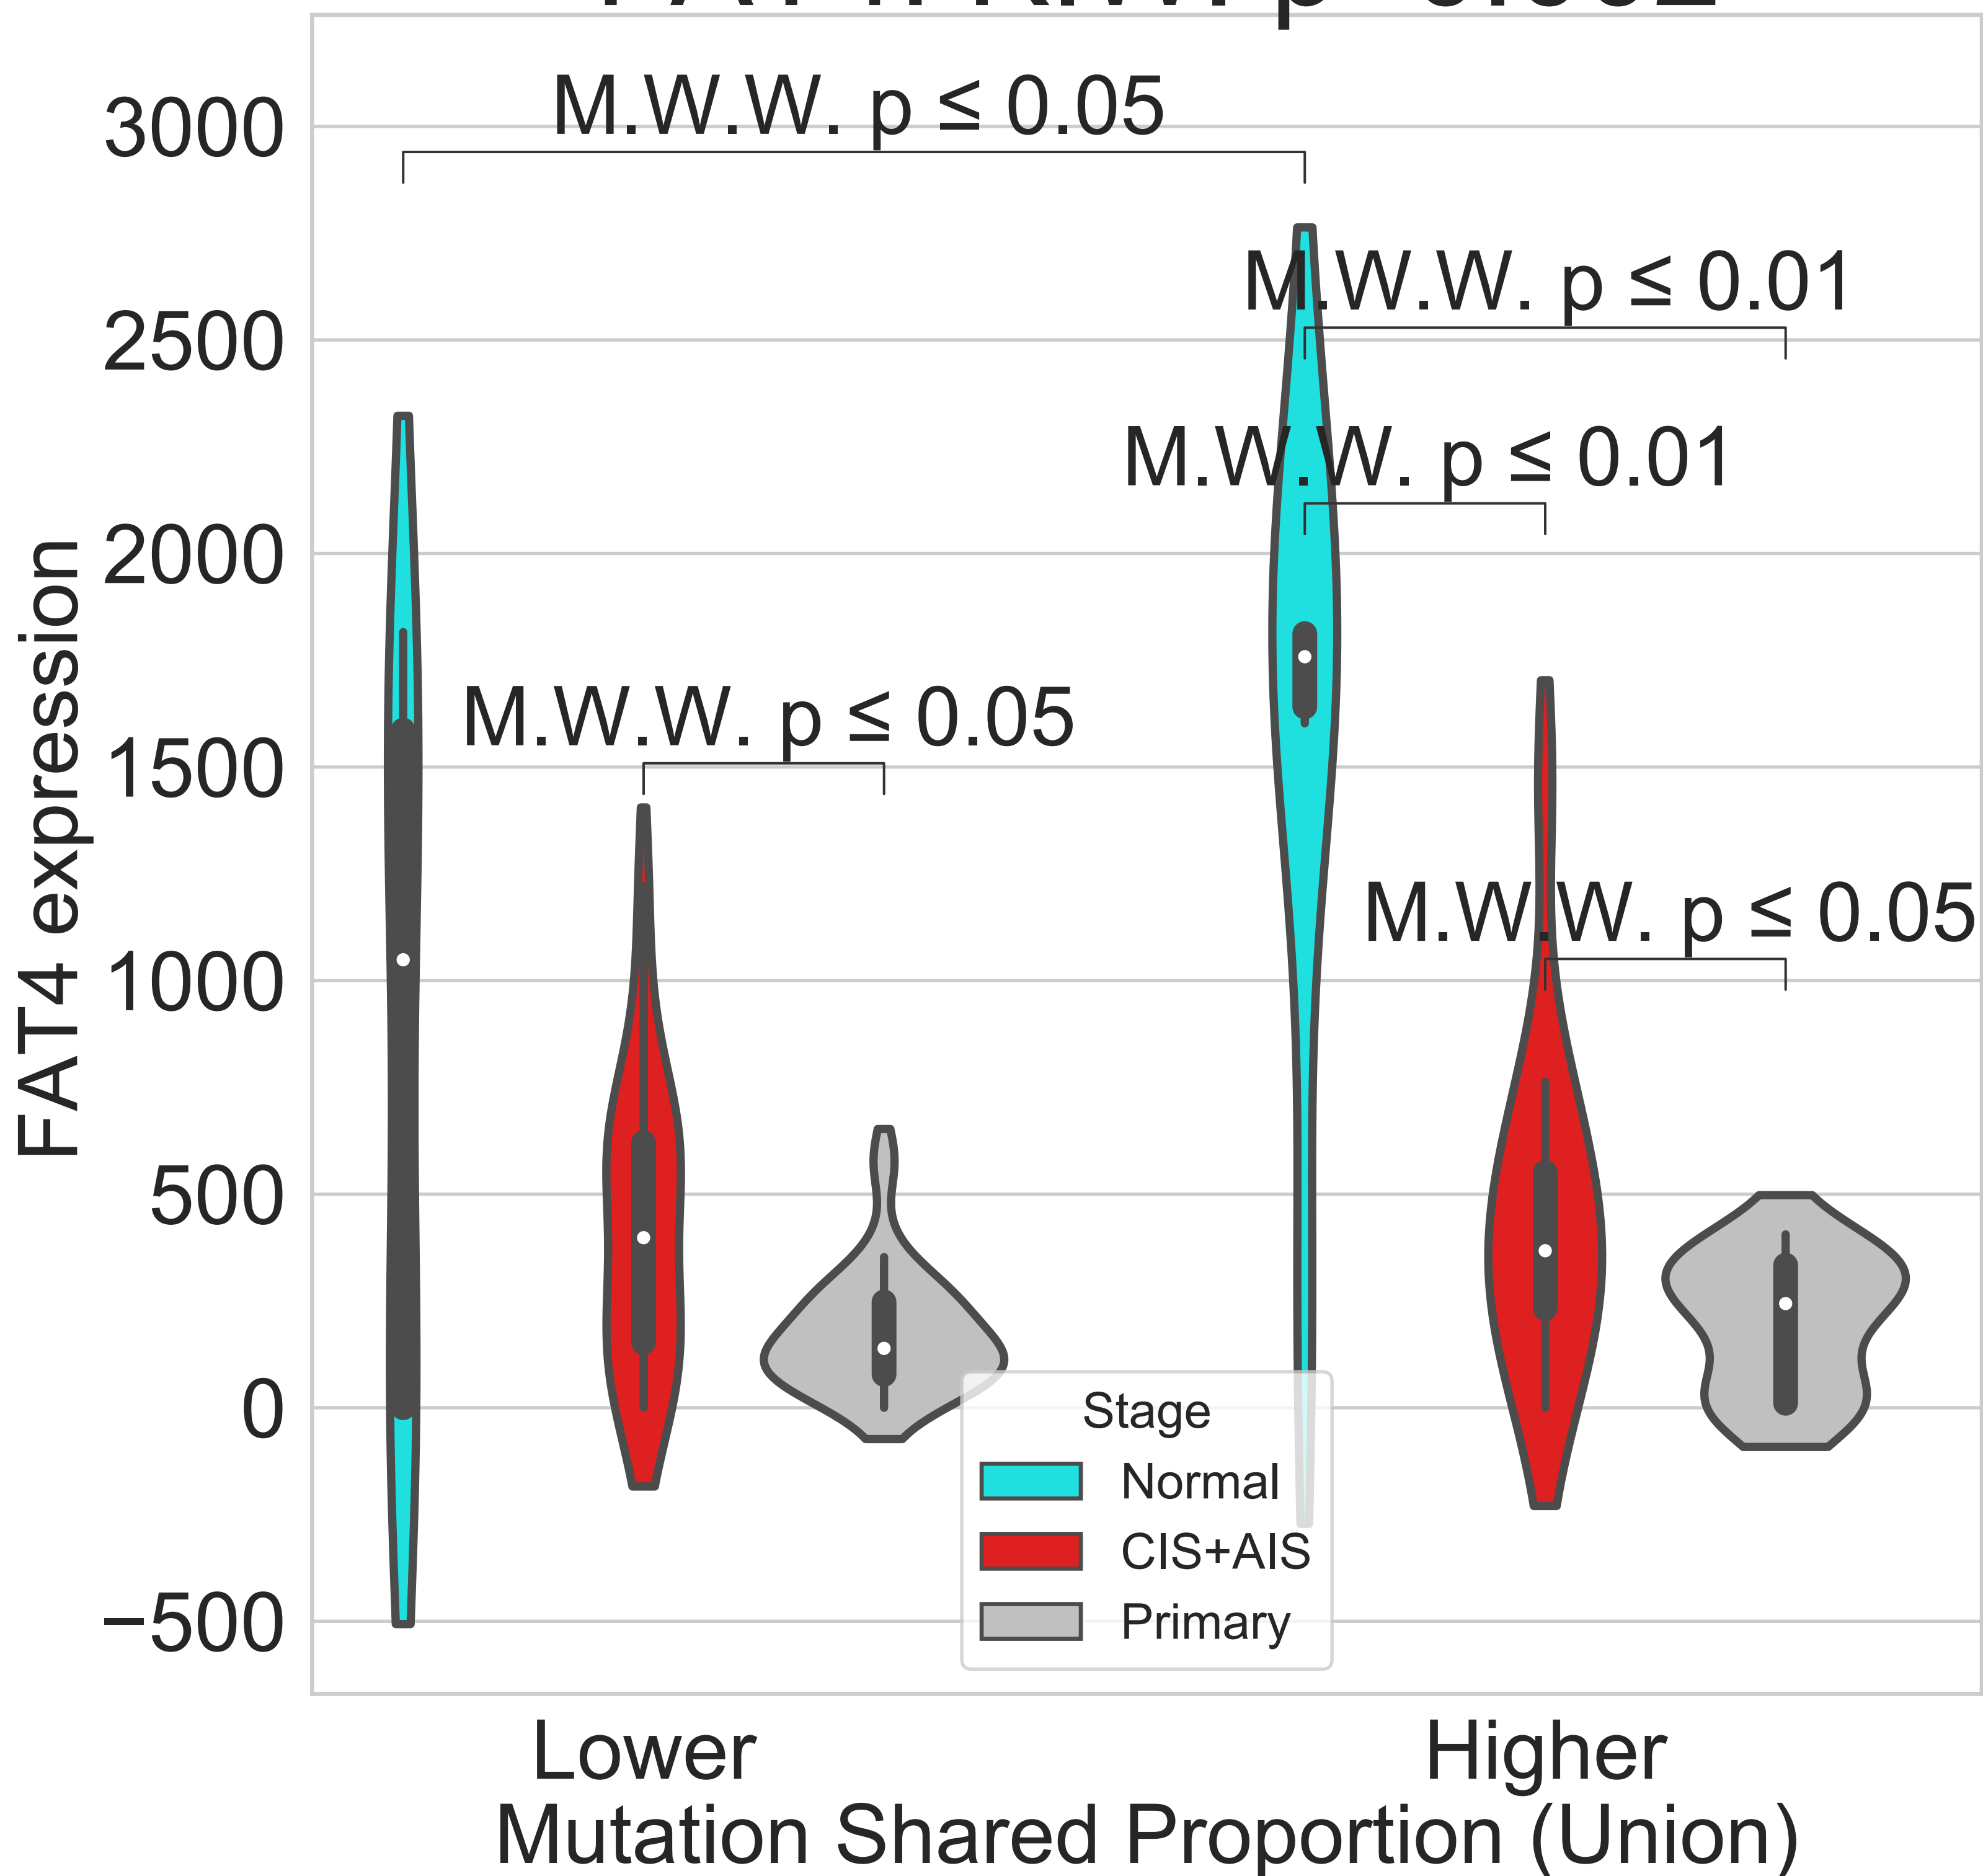 M.W.W. p ≤ 0.05
3000
M.W.W. p ≤ 0.01
2500
M.W.W. p ≤ 0.01
2000
M.W.W. p ≤ 0.05
1500
M.W.W. p ≤ 0.05
1000
500
0
−500
FAT4 expression
Stage
Normal
CIS+AIS
Primary
Lower
Higher
Mutation Shared Proportion (Union)